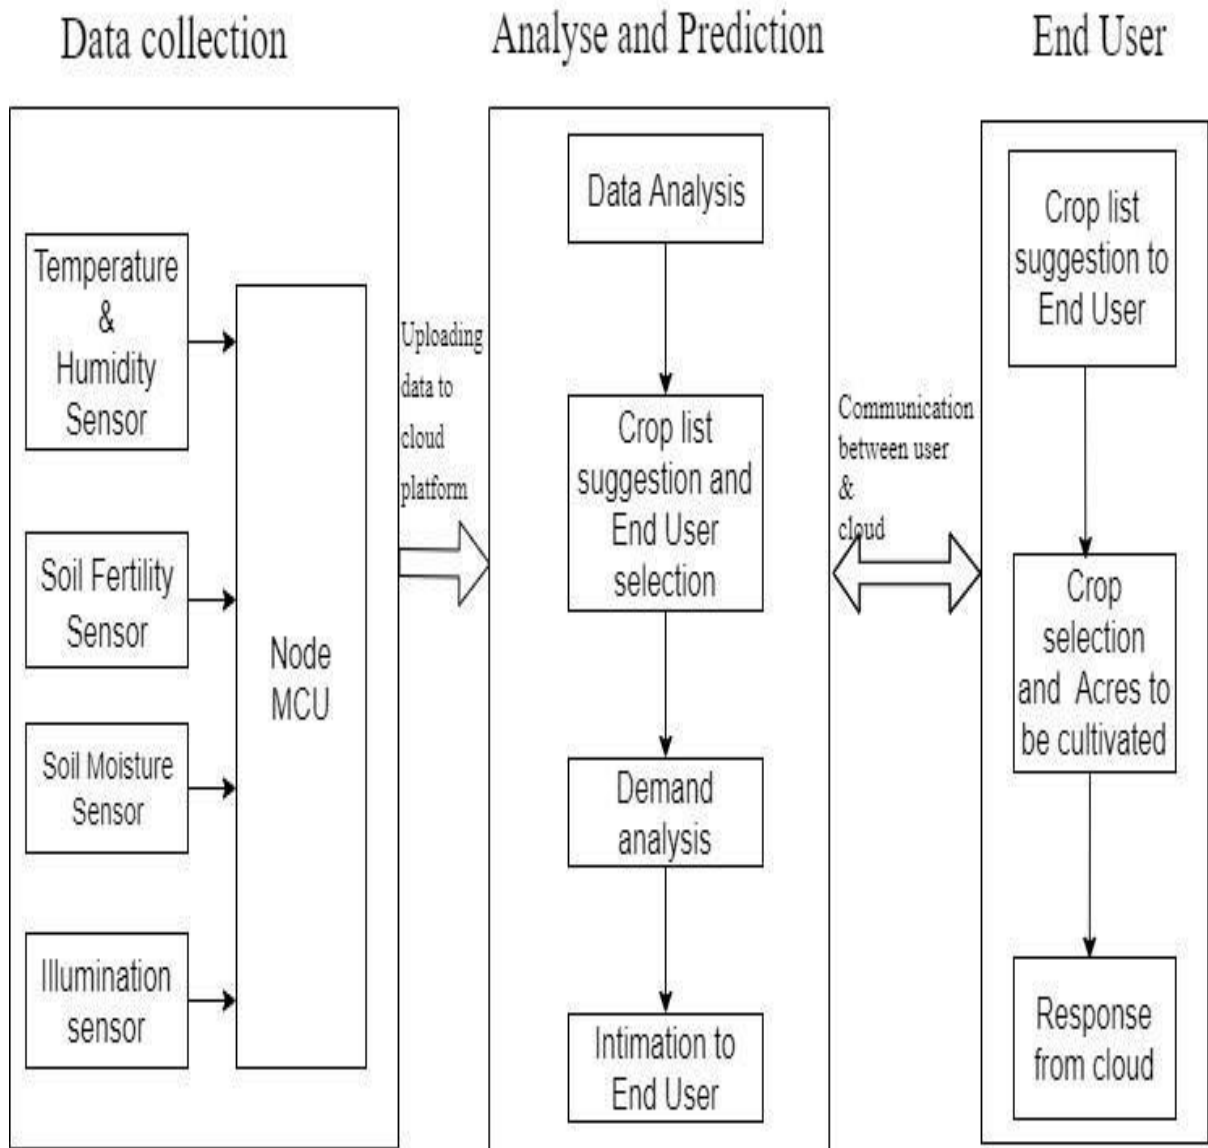 Data collection
Temperature
&
Humidity
Sensor
Soil Fertility
Sensor
Soil Moisture
Sensor
Illumination
sensor
Node
MCU
Uploading
data to
cloud
platform
Analyse and Prediction
Data Analysis
Crop list
suggestion and
End User
selection
Demand
analysis
Intimation to
End User
Communication
between user
&
cloud
End User
Crop list
suggestion to
End User
Crop
selection
and Acres to
be cultivated
Response
from cloud